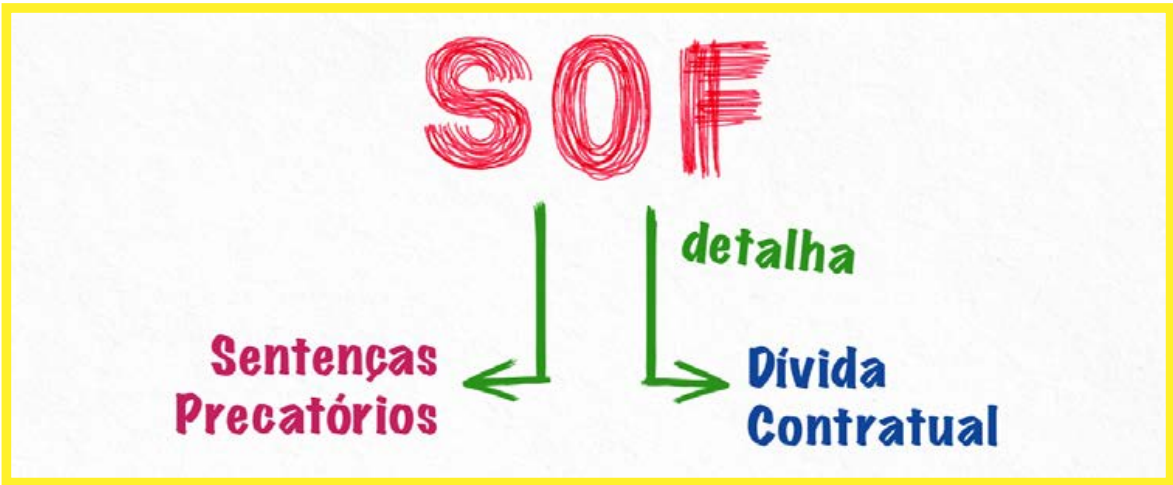 SOF
detalha
Sentenças
Precatórios
Dívida
Contratual